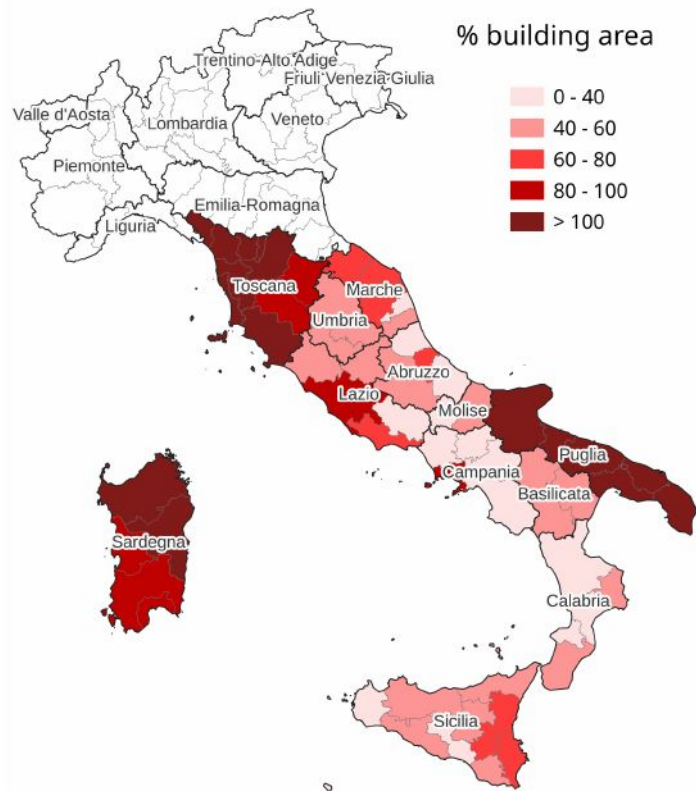 % building area
0 - 40
40 - 60
60 - 80
80 - 100
> 100
Trentino-Alto Adige
Friuli Venezia-Giulia
Valle d'Aosta
Lombardia
Veneto
Piemonte
Emilia-Romagna
Liguria
Toscana
Marche
Umbria
Abruzzo
Lazio
Molise
Puglia
Campania
Basilicata
Sardegna
Calabria
Sicilia